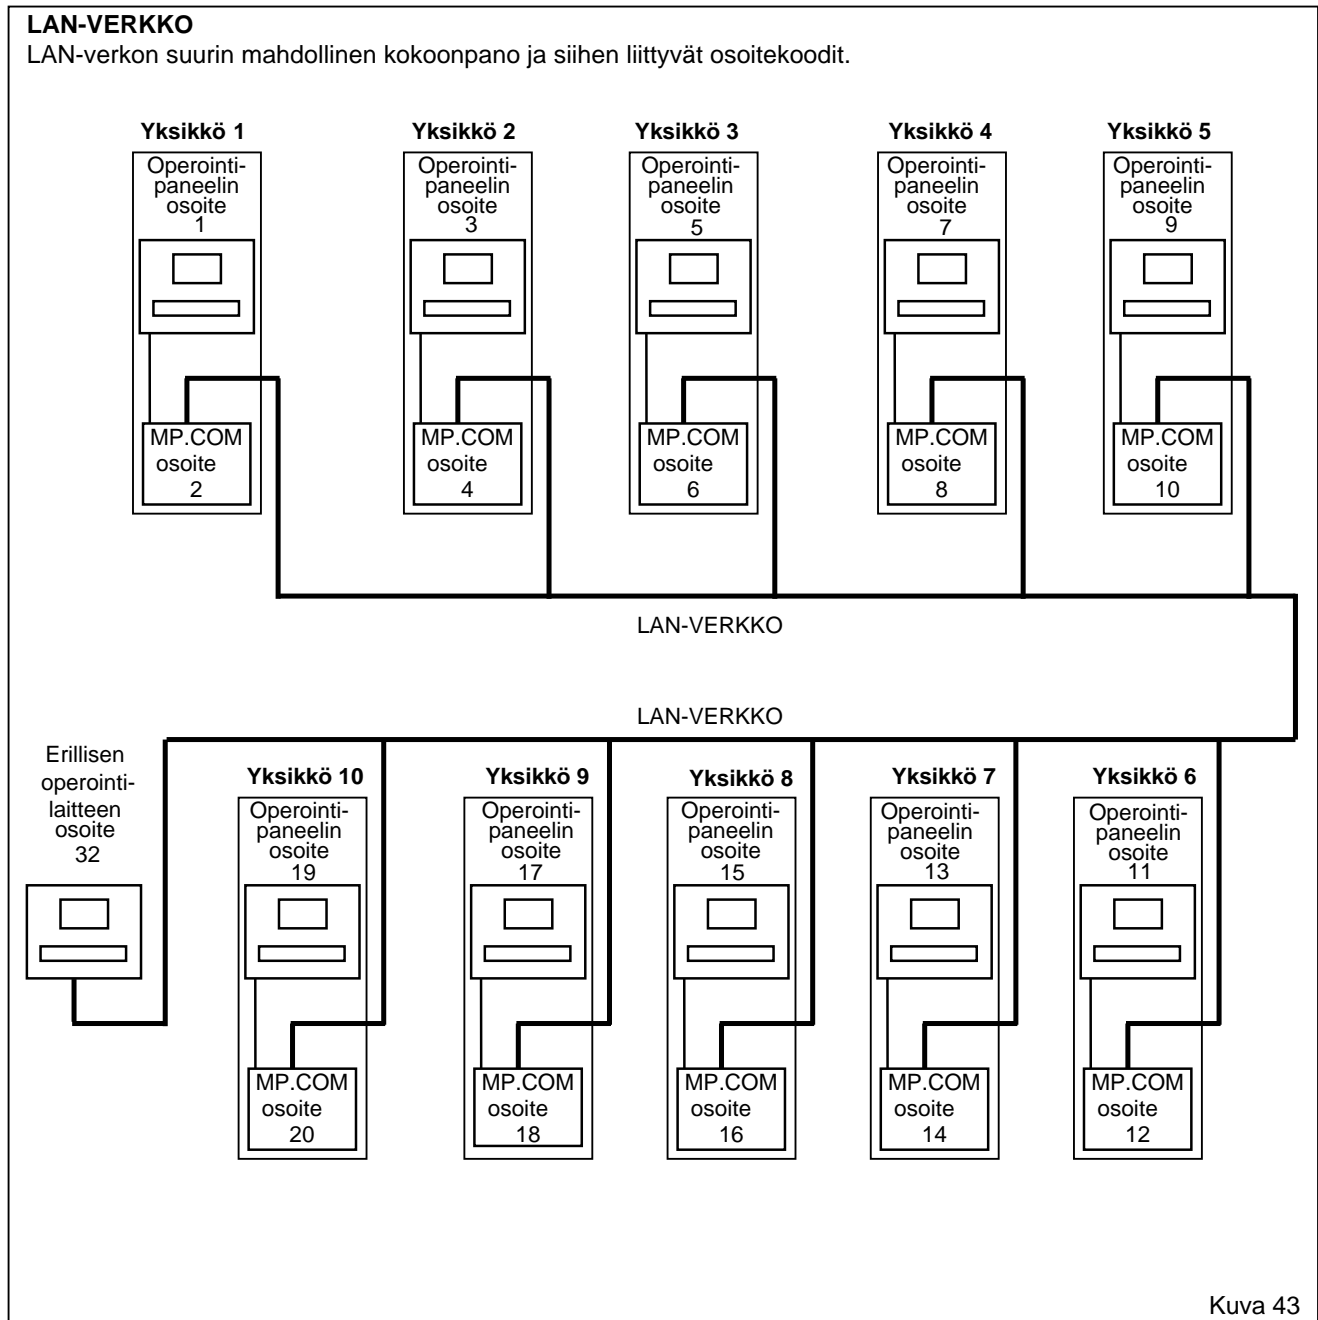 LAN-VERKKO
LAN-verkon suurin mahdollinen kokoonpano ja siihen liittyvät osoitekoodit.
Yksikkö 1
Operointi-
paneelin
osoite
1
MP.COM
osoite
2
Yksikkö 2
Operointi-
paneelin
osoite
3
MP.COM
osoite
4
Yksikkö 3
Operointi-
paneelin
osoite
5
MP.COM
osoite
6
Yksikkö 4
Operointi-
paneelin
osoite
7
MP.COM
osoite
8
Yksikkö 5
Operointi-
paneelin
osoite
9
MP.COM
osoite
10
LAN-VERKKO
LAN-VERKKO
Erillisen
operointi-
laitteen
osoite
32
Yksikkö 10
Operointi-
paneelin
osoite
19
MP.COM
osoite
20
Yksikkö 9
Operointi-
paneelin
osoite
17
MP.COM
osoite
18
Yksikkö 8
Operointi-
paneelin
osoite
15
MP.COM
osoite
16
Yksikkö 7
Operointi-
paneelin
osoite
13
MP.COM
osoite
14
Yksikkö 6
Operointi-
paneelin
osoite
11
MP.COM
osoite
12
Kuva 43